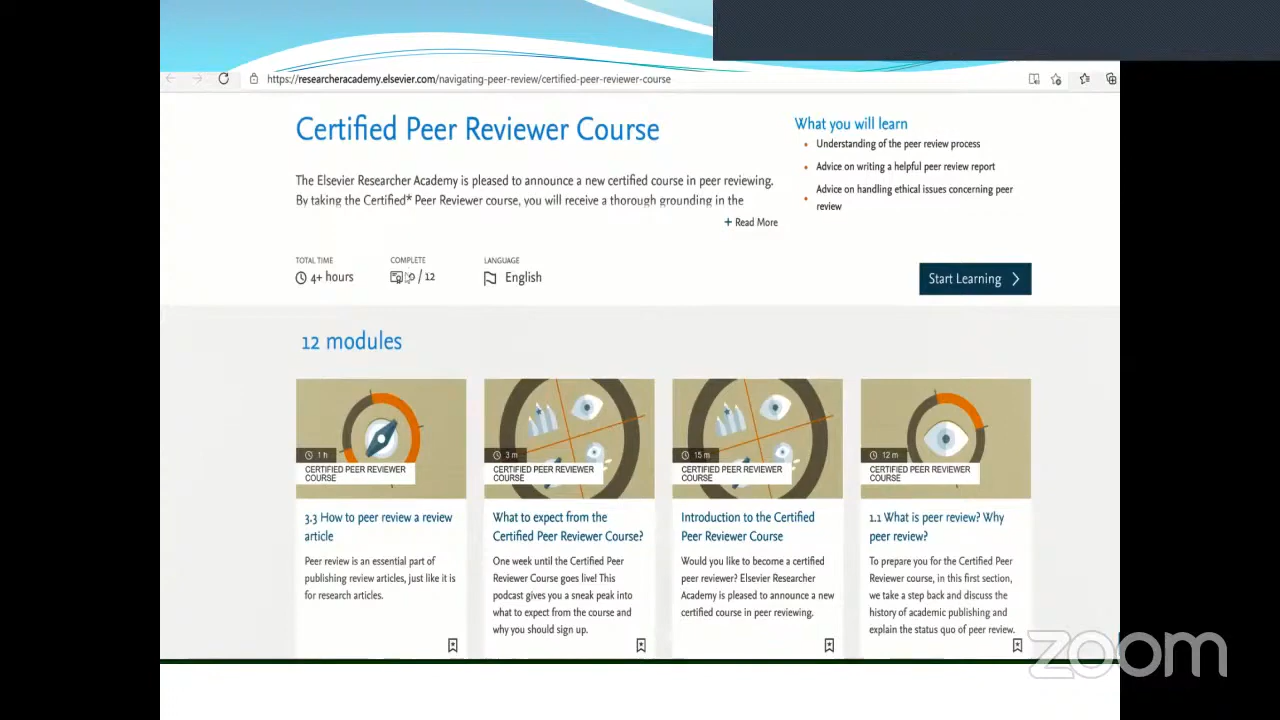 https://researcheracademy.elsevier.com/navigating-peer-review/certified-peer-reviewer-course
Certified Peer Reviewer Course
The Elsevier Researcher Academy is pleased to announce a new certified course in peer reviewing.
By taking the Certified* Peer Reviewer course, you will receive a thorough grounding in the
+ Read More
What you will learn
Understanding of the peer review process
Advice on writing a helpful peer review report
Advice on handling ethical issues concerning peer
review
TOTAL TIME
4+ hours
COMPLETE
0 / 12
LANGUAGE
English
Start Learning
12 modules
1 h
CERTIFIED PEER REVIEWER
COURSE
3.3 How to peer review a review
article
Peer review is an essential part of
publishing review articles, just like it is
for research articles.
3 m
CERTIFIED PEER REVIEWER
COURSE
What to expect from the
Certified Peer Reviewer Course?
One week until the Certified Peer
Reviewer Course goes live! This
podcast gives you a sneak peak into
what to expect from the course and
why you should sign up.
15 m
CERTIFIED PEER REVIEWER
COURSE
Introduction to the Certified
Peer Reviewer Course
Would you like to become a certified
peer reviewer? Elsevier Researcher
Academy is pleased to announce a new
certified course in peer reviewing.
12 m
CERTIFIED PEER REVIEWER
COURSE
1.1 What is peer review? Why
peer review?
To prepare you for the Certified Peer
Reviewer course, in this first section,
we take a step back and discuss the
history of academic publishing and
explain the status quo of peer review.
zoom